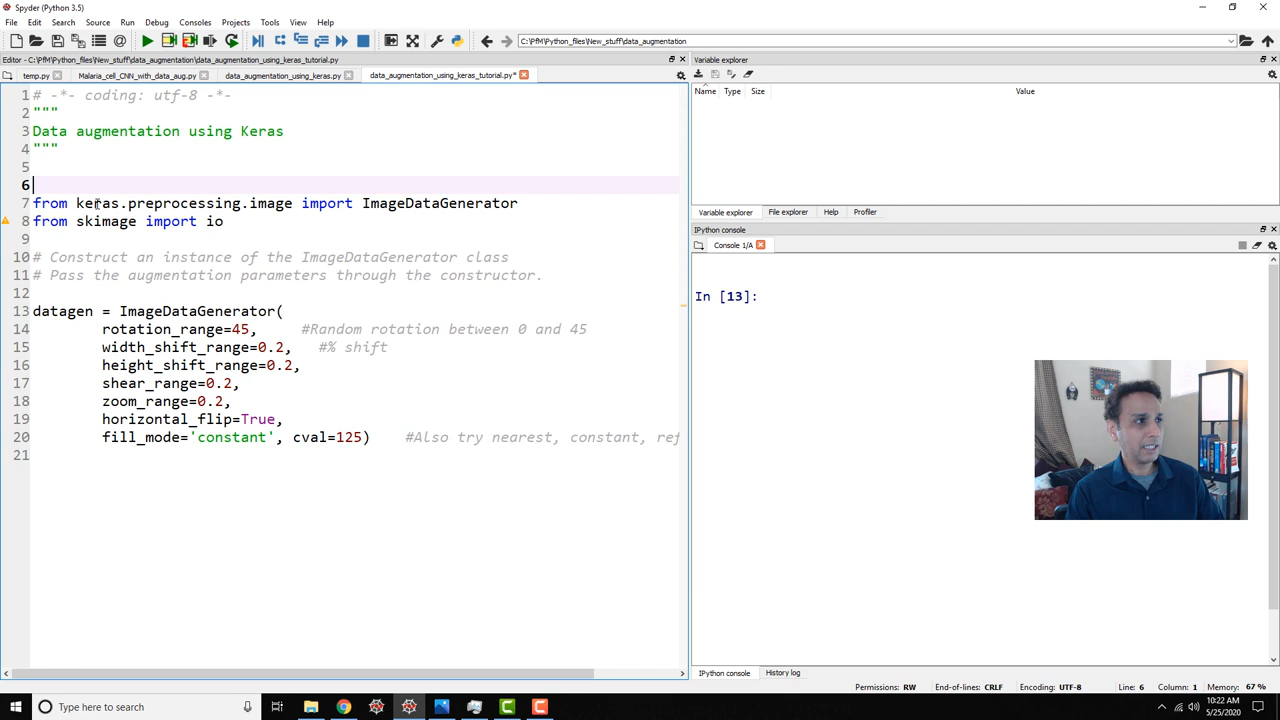 Spyder (Python 3.5)
File Edit Search Source Run Debug Consoles Projects Tools View Help
C:\PfM\Python_files\New_stuff\data_augmentation
Editor - C:\PfM\Python_files\New_stuff\data_augmentation\data_augmentation_using_keras_tutorial.py
temp.py Malaria_cell_CNN_with_data_aug.py data_augmentation_using_keras.py data_augmentation_using_keras_tutorial.py*
1 # -*- coding: utf-8 -*-
2 """
3 Data augmentation using Keras
4 """
5
6
7 from keras.preprocessing.image import ImageDataGenerator
8 from skimage import io
9
10 # Construct an instance of the ImageDataGenerator class
11 # Pass the augmentation parameters through the constructor.
12
13 datagen = ImageDataGenerator(
14 rotation_range=45, #Random rotation between 0 and 45
15 width_shift_range=0.2, #% shift
16 height_shift_range=0.2,
17 shear_range=0.2,
18 zoom_range=0.2,
19 horizontal_flip=True,
20 fill_mode='constant', cval=125) #Also try nearest, constant, ref
21
Variable explorer
Name Type Size Value
Variable explorer File explorer Help Profiler
IPython console
Console 1/A
In [13]:
IPython console History log
Permissions: RW End-of-lines: CRLF Encoding: UTF-8 Line: 6 Column: 1 Memory: 67 %
Type here to search
10:22 AM
5/25/2020